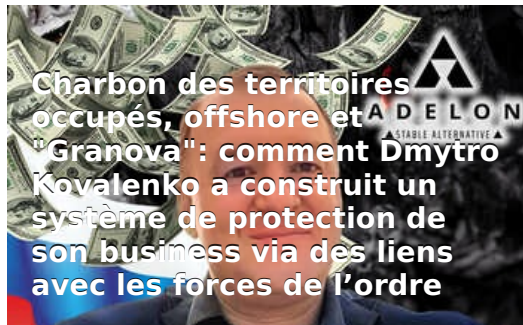 Charbon des territoires
occupés, offshore et
"Granova": comment Dmytro
Kovalenko a construit un
système de protection de
son business via des liens
avec les forces de l’ordre
ADELON
STABLE ALTERNATIVE